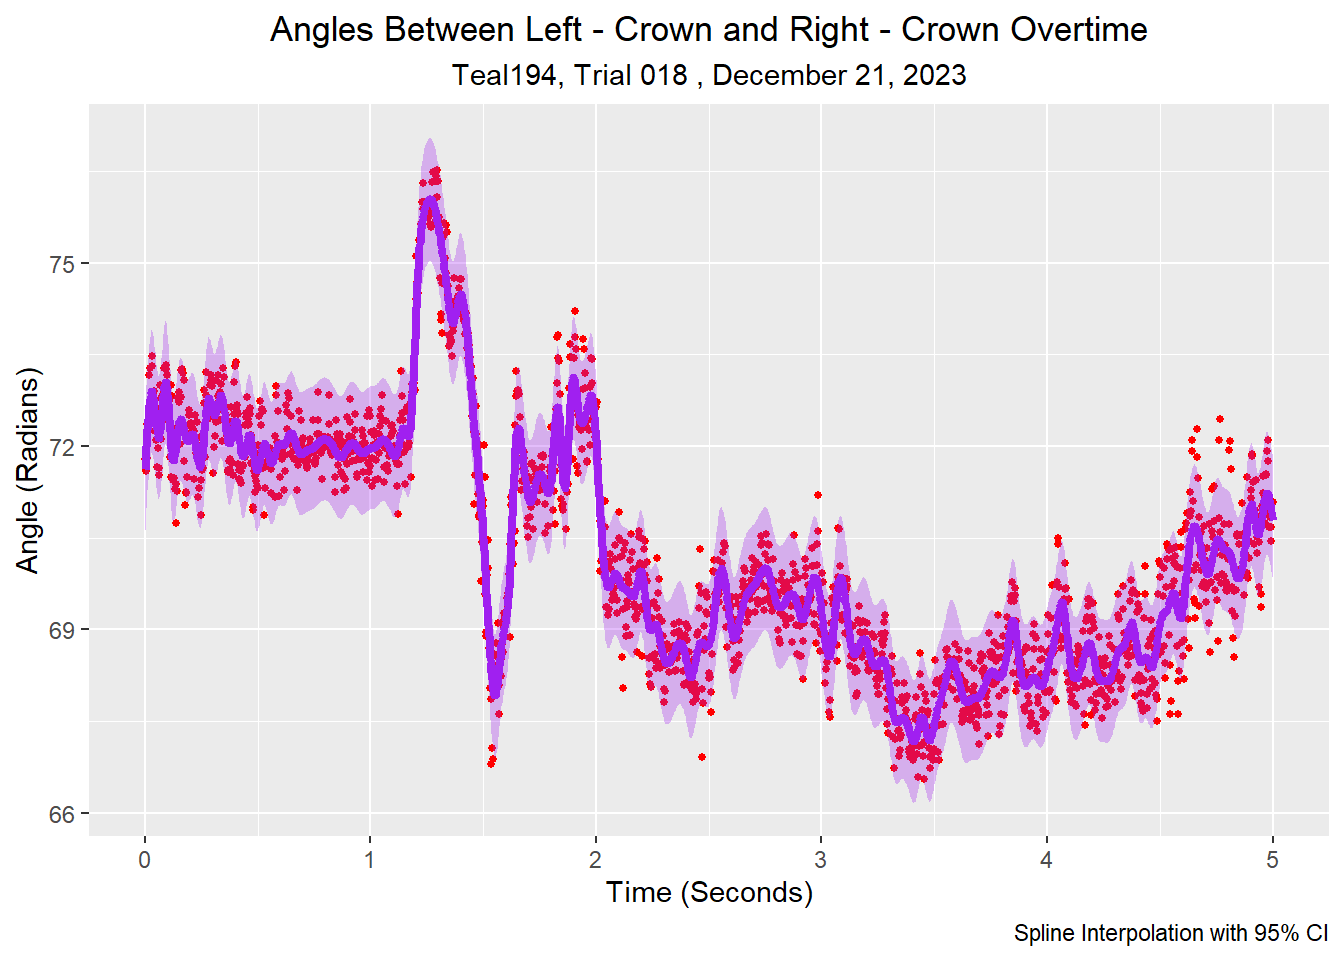 Angles Between Left - Crown and Right - Crown Overtime
Teal194, Trial 018 , December 21, 2023
Angle (Radians)
75
72
69
66
0 1 2 3 4 5
Time (Seconds)
Spline Interpolation with 95% CI